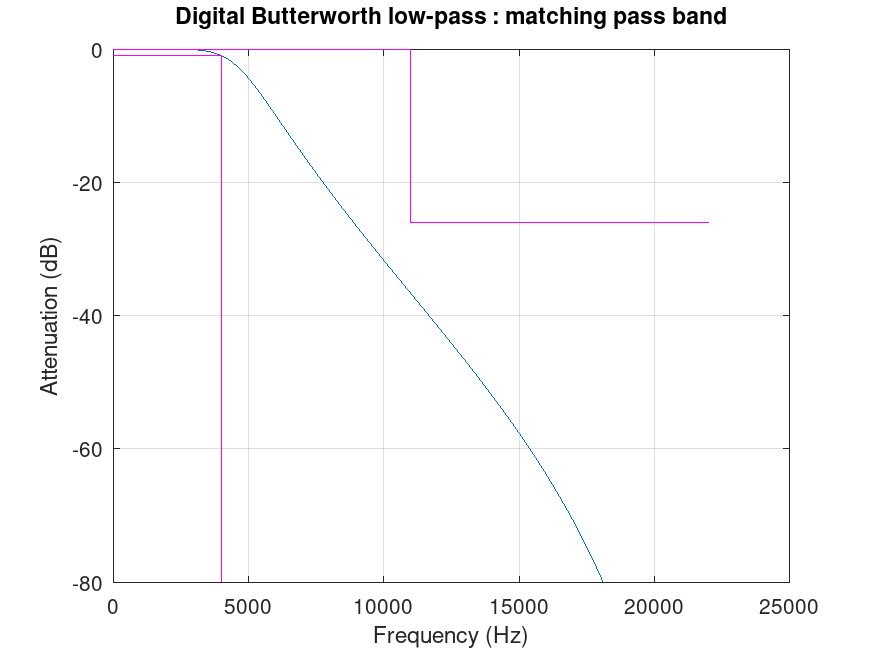 Digital Butterworth low-pass : matching pass band
0
-20
-40
-60
-80
Attenuation (dB)
0 5000 10000 15000 20000 25000
Frequency (Hz)